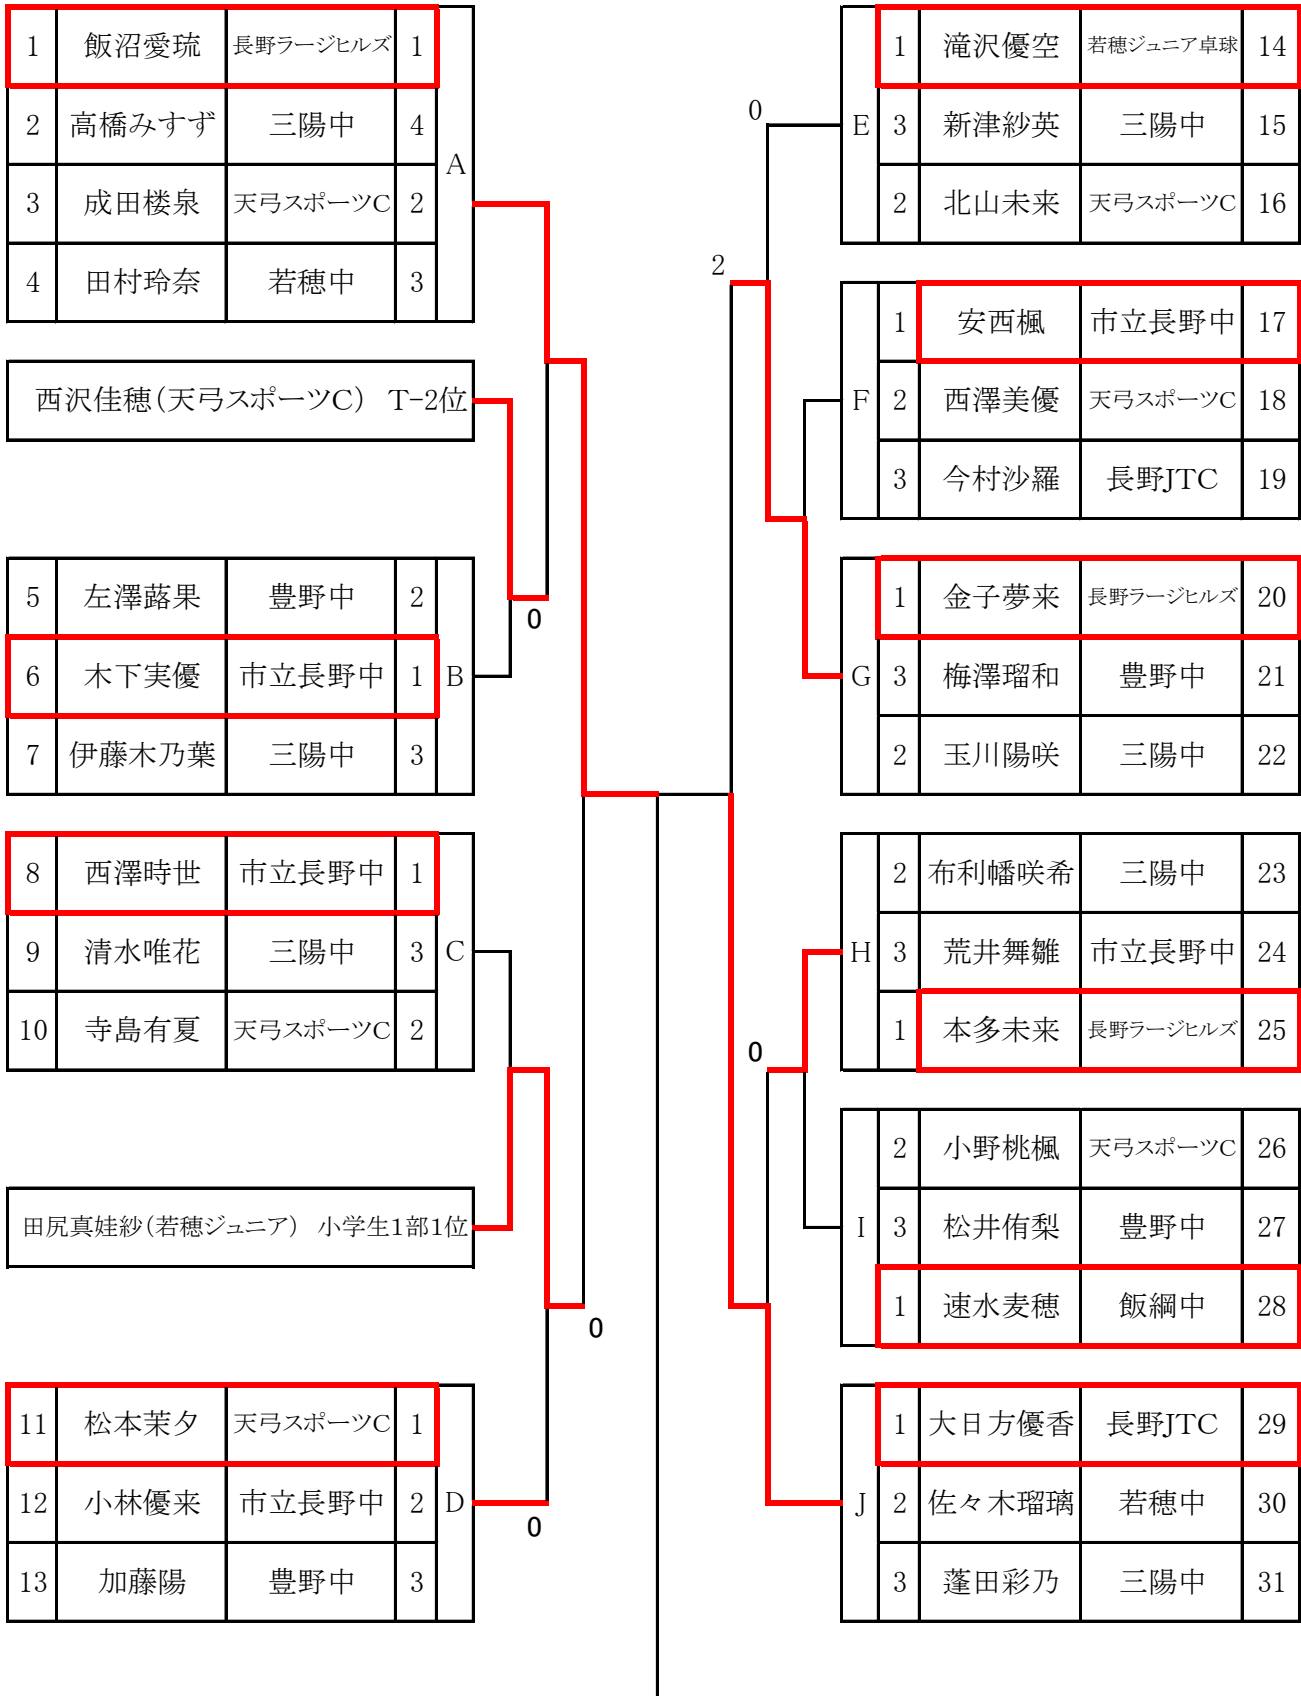 1 飯沼愛琉 長野ラージヒルズ 1
2 高橋みすず 三陽中 4
A
3 成田楼泉 天弓スポーツC 2
4 田村玲奈 若穂中 3
西沢佳穂(天弓スポーツC) T-2位
5 左澤蕗果 豊野中 2
0
6 木下実優 市立長野中 1 B
7 伊藤木乃葉 三陽中 3
8 西澤時世 市立長野中 1
9 清水唯花 三陽中 3 C
10 寺島有夏 天弓スポーツC 2
田尻真娃紗(若穂ジュニア) 小学生1部1位
0
11 松本茉夕 天弓スポーツC 1
12 小林優来 市立長野中 2 D
0
13 加藤陽 豊野中 3
1 滝沢優空 若穂ジュニア卓球 14
0
E 3 新津紗英 三陽中 15
2 北山未来 天弓スポーツC 16
2
1 安西楓 市立長野中 17
F 2 西澤美優 天弓スポーツC 18
3 今村沙羅 長野JTC 19
1 金子夢来 長野ラージヒルズ 20
G 3 梅澤瑠和 豊野中 21
2 玉川陽咲 三陽中 22
2 布利幡咲希 三陽中 23
H 3 荒井舞雛 市立長野中 24
1 本多未来 長野ラージヒルズ 25
0
2 小野桃楓 天弓スポーツC 26
I 3 松井侑梨 豊野中 27
1 速水麦穂 飯綱中 28
1 大日方優香 長野JTC 29
J 2 佐々木瑠璃 若穂中 30
3 蓬田彩乃 三陽中 31